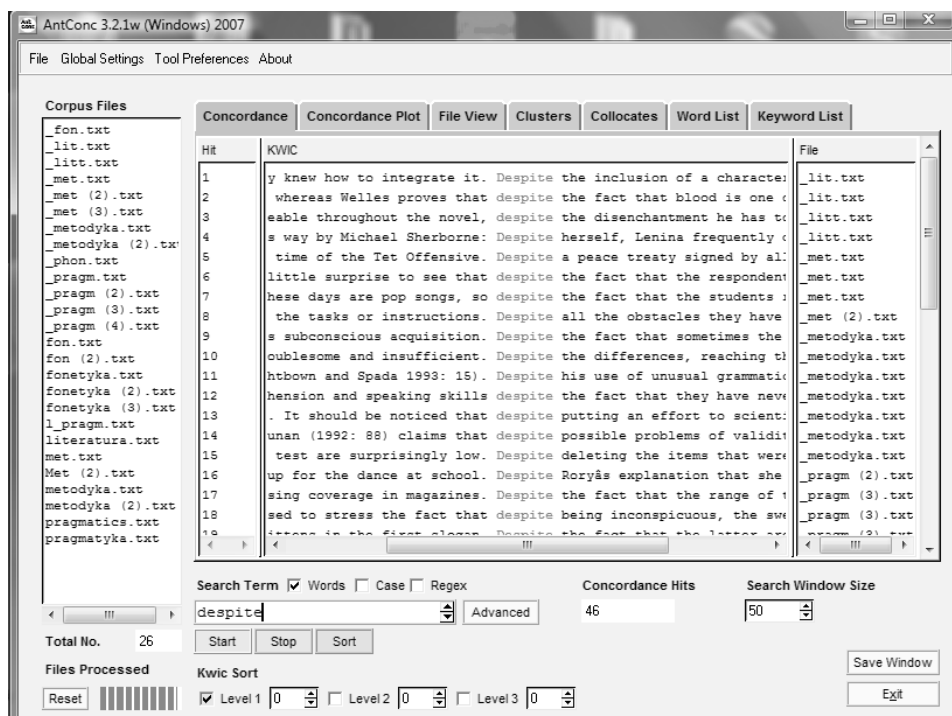 AntConc 3.2.1w (Windows) 2007
File Global Settings Tool Preferences About
Corpus Files
_fon.txt
_lit.txt
_litt.txt
_met.txt
_met (2).txt
_met (3).txt
_metodyka.txt
_metodyka (2).txt
_phon.txt
_pragm.txt
_pragm (2).txt
_pragm (3).txt
_pragm (4).txt
fon.txt
fon (2).txt
fonetyka.txt
fonetyka (2).txt
fonetyka (3).txt
l_pragm.txt
literatura.txt
met.txt
Met (2).txt
metodyka.txt
metodyka (2).txt
pragmatics.txt
pragmatyka.txt
Total No. 26
Files Processed
Reset
Concordance Concordance Plot File View Clusters Collocates Word List Keyword List
Hit KWIC File
1 y knew how to integrate it. Despite the inclusion of a character _lit.txt
2 whereas Welles proves that despite the fact that blood is one _lit.txt
3 eable throughout the novel, despite the disenchantment he has to _litt.txt
4 s way by Michael Sherborne: Despite herself, Lenina frequently _litt.txt
5 time of the Tet Offensive. Despite a peace treaty signed by all _met.txt
6 little surprise to see that despite the fact that the respondent _met.txt
7 hese days are pop songs, so despite the fact that the students _met.txt
8 the tasks or instructions. Despite all the obstacles they have _met (2).txt
9 s subconscious acquisition. Despite the fact that sometimes the _metodyka.txt
10 oublesome and insufficient. Despite the differences, reaching th _metodyka.txt
11 htbown and Spada 1993: 15). Despite his use of unusual grammatic _metodyka.txt
12 hension and speaking skills despite the fact that they have neve _metodyka.txt
13 . It should be noticed that despite putting an effort to scienti _metodyka.txt
14 unan (1992: 88) claims that despite possible problems of validit _metodyka.txt
15 test are surprisingly low. Despite deleting the items that were _metodyka.txt
16 up for the dance at school. Despite Roryâs explanation that she _pragm (2).txt
17 sing coverage in magazines. Despite the fact that the range of _pragm (3).txt
18 sed to stress the fact that despite being inconspicuous, the swe _pragm (3).txt
19 ittens in the first slogan. Despite the fact that the latter are _pragm (3).txt
Search Term Words Case Regex
despite
Advanced
Start Stop Sort
Concordance Hits
46
Search Window Size
50
Kwic Sort
Level 1 0 Level 2 0 Level 3 0
Save Window
Exit